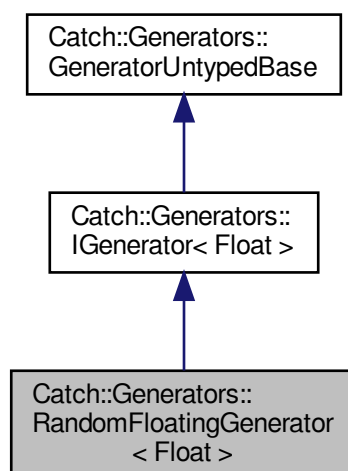 Catch::Generators::
GeneratorUntypedBase
Catch::Generators::
IGenerator< Float >
Catch::Generators::
RandomFloatingGenerator
< Float >